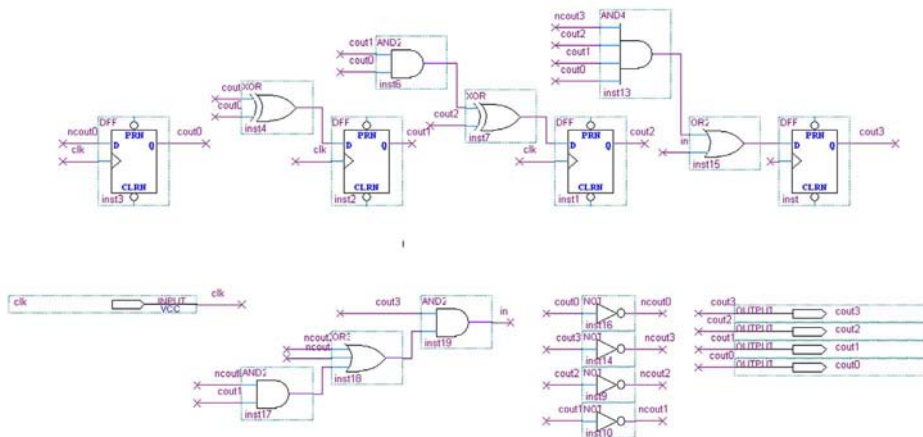 ncout3
AND4
cout1
AND2
cout2
cout0
cout1
inst6
cout0
cout
XOR
XOR
inst13
cout0
cout2
inst4
inst7
DFF
DFF
DFF
OR2
DFF
ncout0
PRN
cout0
PRN
cout1
PRN
cout2
in
PRN
cout3
D
Q
D
Q
D
Q
D
Q
clk
clk
clk
inst15
CLRN
CLRN
CLRN
CLRN
inst3
inst2
inst1
inst
clk
INPUT
VCC
clk
cout3
AND2
in
inst19
cout0
NOT
ncout0
inst16
cout3
NOT
ncout3
inst14
cout2
NOT
ncout2
inst9
cout1
NOT
ncout1
inst10
cout3
OUTPUT
cout3
cout2
OUTPUT
cout2
cout1
OUTPUT
cout1
cout0
OUTPUT
cout0
ncout
OR3
ncout
inst18
ncout
AND2
cout1
inst17